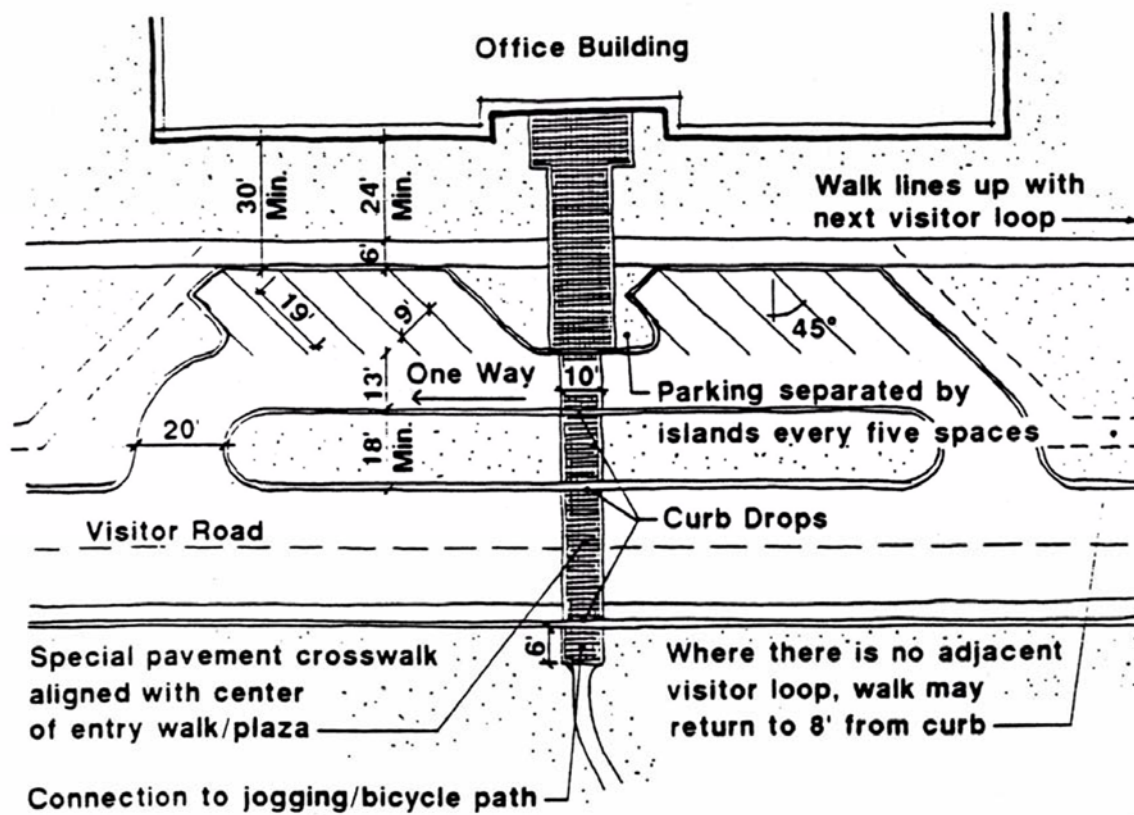 Office Building
30' Min.
24' Min.
6'
Walk lines up with
next visitor loop
19'
9'
45°
13'
One Way
10'
Parking separated by
islands every five spaces
20'
18' Min.
Curb Drops
Visitor Road
6'
Special pavement crosswalk
aligned with center
of entry walk/plaza
Where there is no adjacent
visitor loop, walk may
return to 8' from curb
Connection to jogging/bicycle path